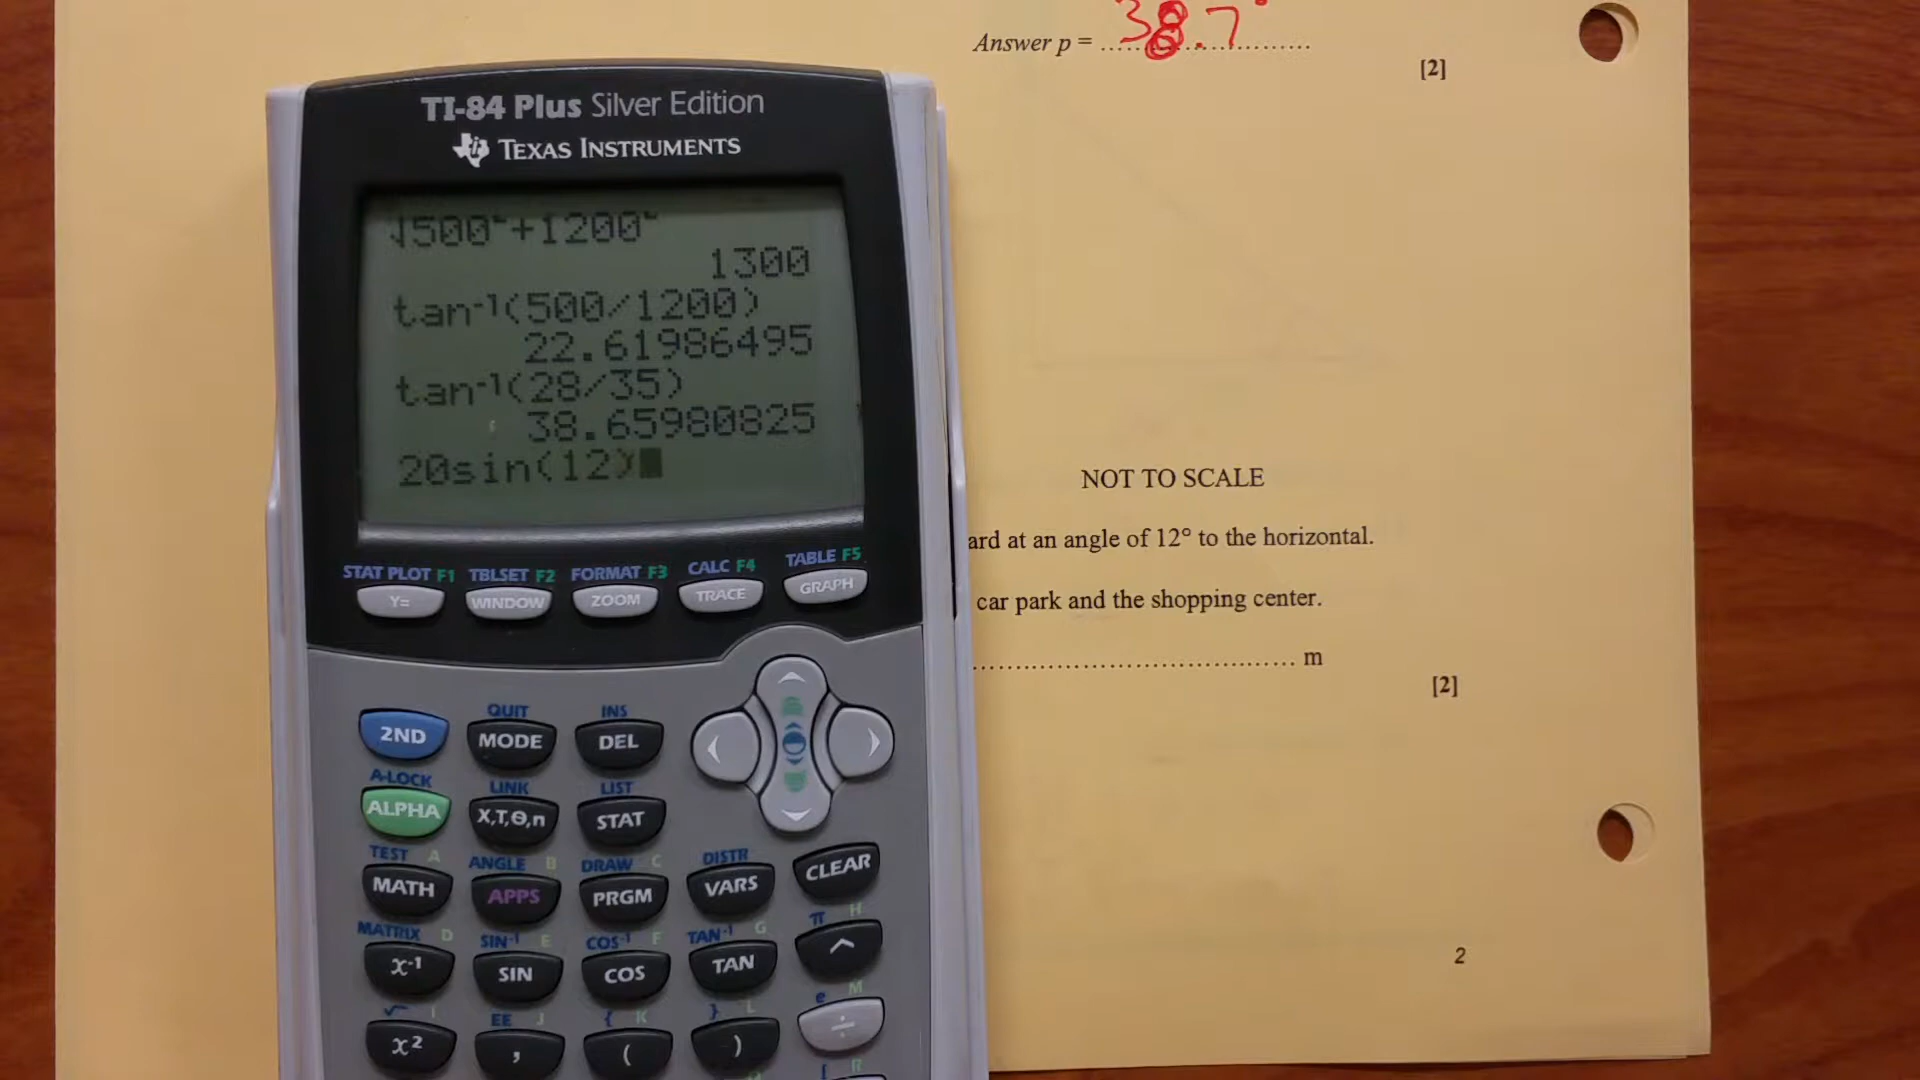 Answer p = 38.7°
[2]
TI-84 Plus Silver Edition
TEXAS INSTRUMENTS
√500²+1200²
1300
tan⁻¹(500/1200)
22.61986495
tan⁻¹(28/35)
38.65980825
20sin(12)
NOT TO SCALE
ard at an angle of 12° to the horizontal.
car park and the shopping center.
m
[2]
STAT PLOT F1 TBLSET F2 FORMAT F3 CALC F4 TABLE F5
Y= WINDOW ZOOM TRACE GRAPH
QUIT INS
2ND MODE DEL
A-LOCK LINK LIST
ALPHA X,T,Θ,n STAT
TEST A ANGLE B DRAW C DISTR
MATH APPS PRGM VARS CLEAR
MATRIX D SIN⁻¹ E COS⁻¹ F TAN⁻¹ G π H
x⁻¹ SIN COS TAN ^
√ I EE J { K } L e M
x² , ( ) ÷
2